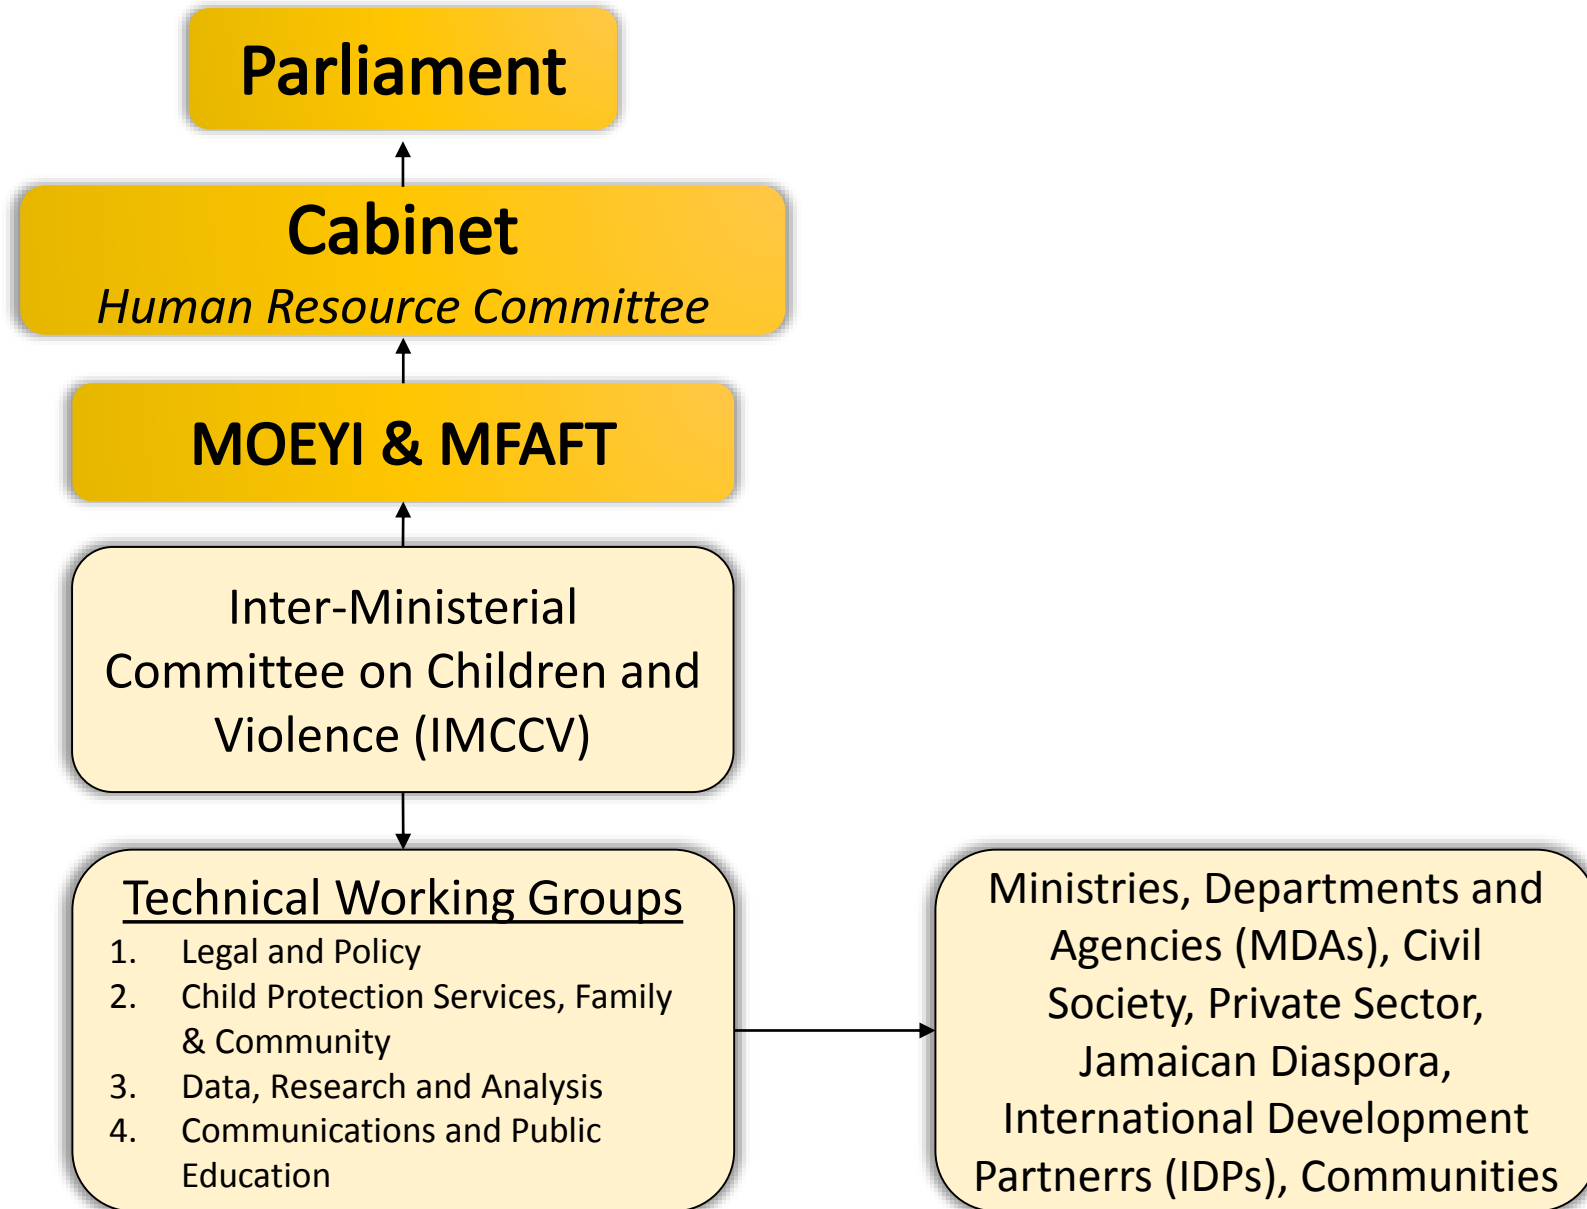 Parliament
Cabinet
Human Resource Committee
MOEYI & MFAFT
Inter-Ministerial
Committee on Children and
Violence (IMCCV)
Technical Working Groups
1. Legal and Policy
2. Child Protection Services, Family
& Community
3. Data, Research and Analysis
4. Communications and Public
Education
Ministries, Departments and
Agencies (MDAs), Civil
Society, Private Sector,
Jamaican Diaspora,
International Development
Partnerrs (IDPs), Communities